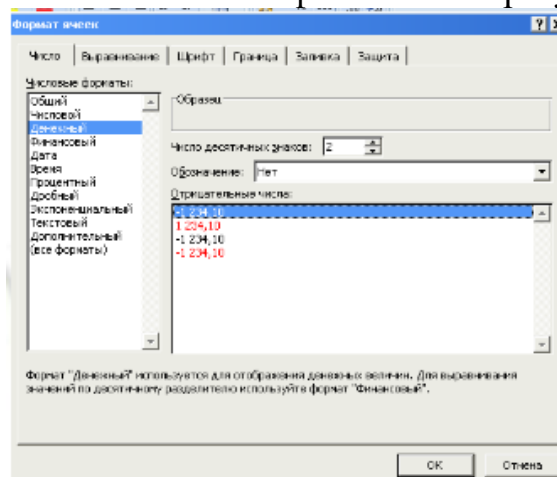 Формат ячеек
Число Выравнивание Шрифт Граница Заливка Защита
Числовые форматы:
Общий
Числовой
Денежный
Финансовый
Дата
Время
Процентный
Дробный
Экспоненциальный
Текстовый
Дополнительный
(все форматы)
Образец
Число десятичных знаков: 2
Обозначение: Нет
Отрицательные числа:
-1 234,10
1 234,10
-1 234,10
-1 234,10
Формат "Денежный" используется для отображения денежных величин. Для выравнивания
значений по десятичному разделителю используйте формат "Финансовый".
ОК Отмена